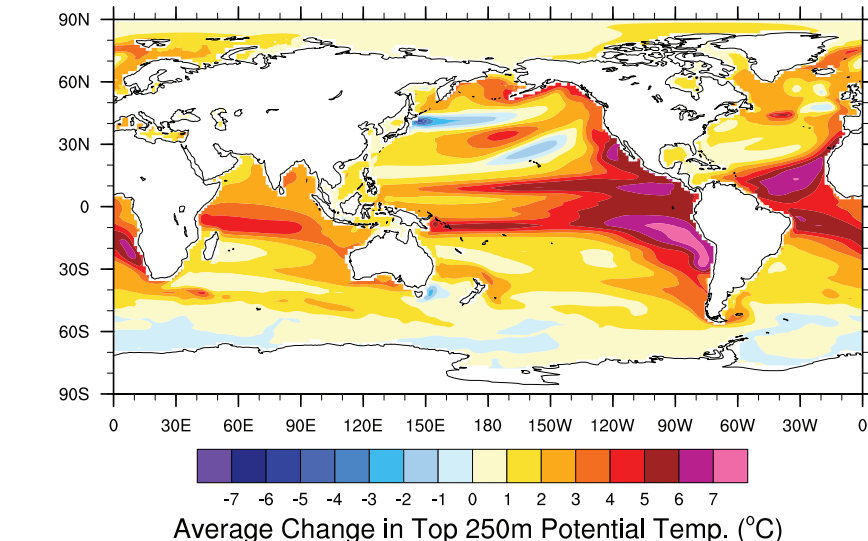 90N
60N
30N
0
30S
60S
90S
0 30E 60E 90E 120E 150E 180 150W 120W 90W 60W 30W 0
-7 -6 -5 -4 -3 -2 -1 0 1 2 3 4 5 6 7
Average Change in Top 250m Potential Temp. (°C)